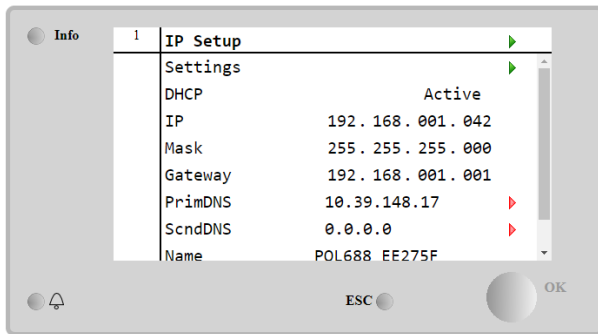 Info
1 IP Setup
Settings
DHCP Active
IP 192.168.001.042
Mask 255.255.255.000
Gateway 192.168.001.001
PrimDNS 10.39.148.17
ScndDNS 0.0.0.0
Name POL688_EE275F
ESC
OK